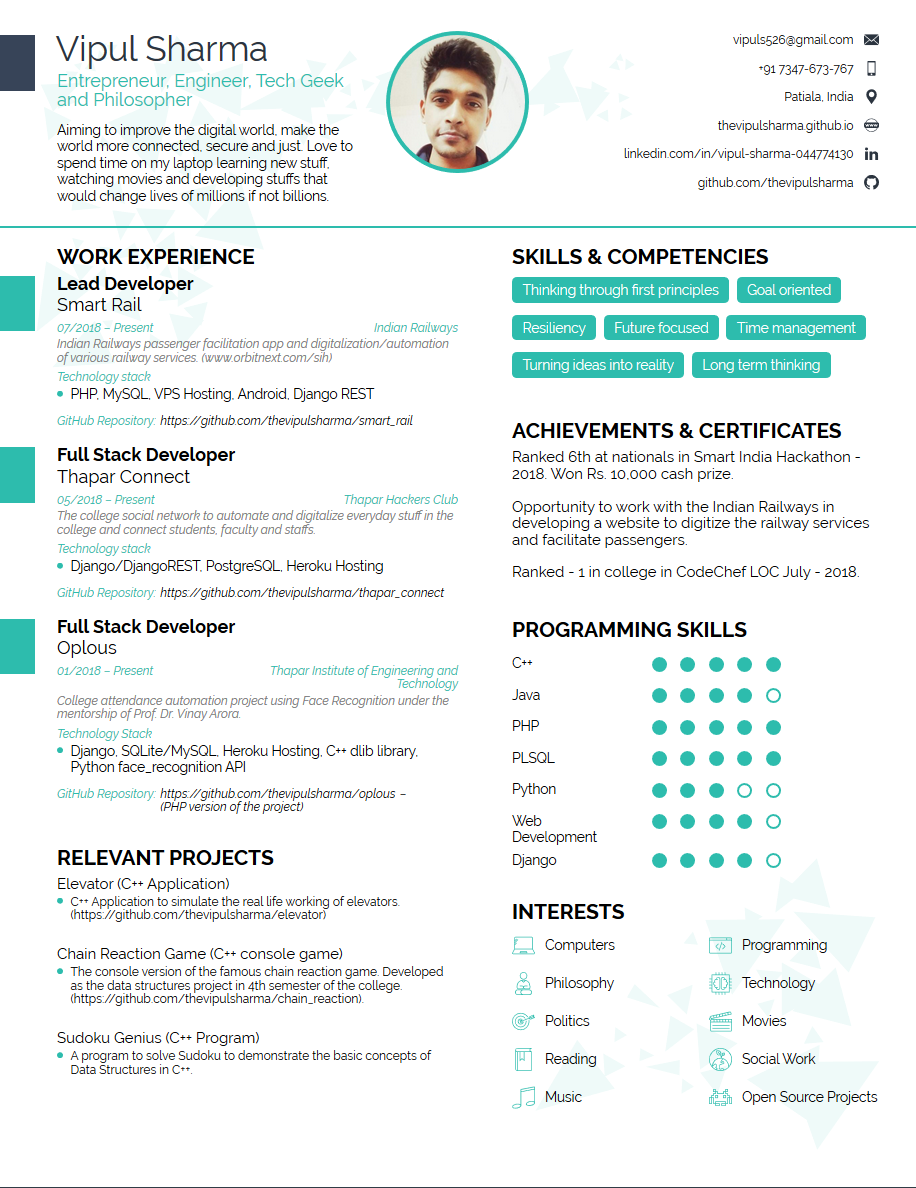 Vipul Sharma
Entrepreneur, Engineer, Tech Geek
and Philosopher
Aiming to improve the digital world, make the
world more connected, secure and just. Love to
spend time on my laptop learning new stuff,
watching movies and developing stuffs that
would change lives of millions if not billions.
vipuls526@gmail.com
+91 7347-673-767
Patiala, India
thevipulsharma.github.io
linkedin.com/in/vipul-sharma-044774130
github.com/thevipulsharma
WORK EXPERIENCE
Lead Developer
Smart Rail
07/2018 – Present Indian Railways
Indian Railways passenger facilitation app and digitalization/automation
of various railway services. (www.orbitnext.com/sih)
Technology stack
PHP, MySQL, VPS Hosting, Android, Django REST
GitHub Repository: https://github.com/thevipulsharma/smart_rail
Full Stack Developer
Thapar Connect
05/2018 – Present Thapar Hackers Club
The college social network to automate and digitalize everyday stuff in the
college and connect students, faculty and staffs.
Technology stack
Django/DjangoREST, PostgreSQL, Heroku Hosting
GitHub Repository: https://github.com/thevipulsharma/thapar_connect
Full Stack Developer
Oplous
01/2018 – Present Thapar Institute of Engineering and
Technology
College attendance automation project using Face Recognition under the
mentorship of Prof. Dr. Vinay Arora.
Technology Stack
Django, SQLite/MySQL, Heroku Hosting, C++ dlib library,
Python face_recognition API
GitHub Repository: https://github.com/thevipulsharma/oplous –
(PHP version of the project)
RELEVANT PROJECTS
Elevator (C++ Application)
C++ Application to simulate the real life working of elevators.
(https://github.com/thevipulsharma/elevator)
Chain Reaction Game (C++ console game)
The console version of the famous chain reaction game. Developed
as the data structures project in 4th semester of the college.
(https://github.com/thevipulsharma/chain_reaction).
Sudoku Genius (C++ Program)
A program to solve Sudoku to demonstrate the basic concepts of
Data Structures in C++.
SKILLS & COMPETENCIES
Thinking through first principles Goal oriented
Resiliency Future focused Time management
Turning ideas into reality Long term thinking
ACHIEVEMENTS & CERTIFICATES
Ranked 6th at nationals in Smart India Hackathon -
2018. Won Rs. 10,000 cash prize.
Opportunity to work with the Indian Railways in
developing a website to digitize the railway services
and facilitate passengers.
Ranked - 1 in college in CodeChef LOC July - 2018.
PROGRAMMING SKILLS
C++
Java
PHP
PLSQL
Python
Web
Development
Django
INTERESTS
Computers Programming
Philosophy Technology
Politics Movies
Reading Social Work
Music Open Source Projects